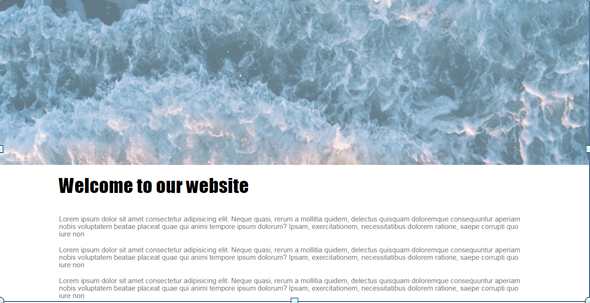 Welcome to our website
Lorem ipsum dolor sit amet consectetur adipisicing elit. Neque quasi, rerum a mollitia quidem, delectus quisquam doloremque consequuntur aperiam
nobis voluptatem beatae placeat quae qui animi tempore ipsum dolorum? Ipsam, exercitationem, necessitatibus dolorem ratione, saepe corrupti quo
iure non
Lorem ipsum dolor sit amet consectetur adipisicing elit. Neque quasi, rerum a mollitia quidem, delectus quisquam doloremque consequuntur aperiam
nobis voluptatem beatae placeat quae qui animi tempore ipsum dolorum? Ipsam, exercitationem, necessitatibus dolorem ratione, saepe corrupti quo
iure non
Lorem ipsum dolor sit amet consectetur adipisicing elit. Neque quasi, rerum a mollitia quidem, delectus quisquam doloremque consequuntur aperiam
nobis voluptatem beatae placeat quae qui animi tempore ipsum dolorum? Ipsam, exercitationem, necessitatibus dolorem ratione, saepe corrupti quo
iure non